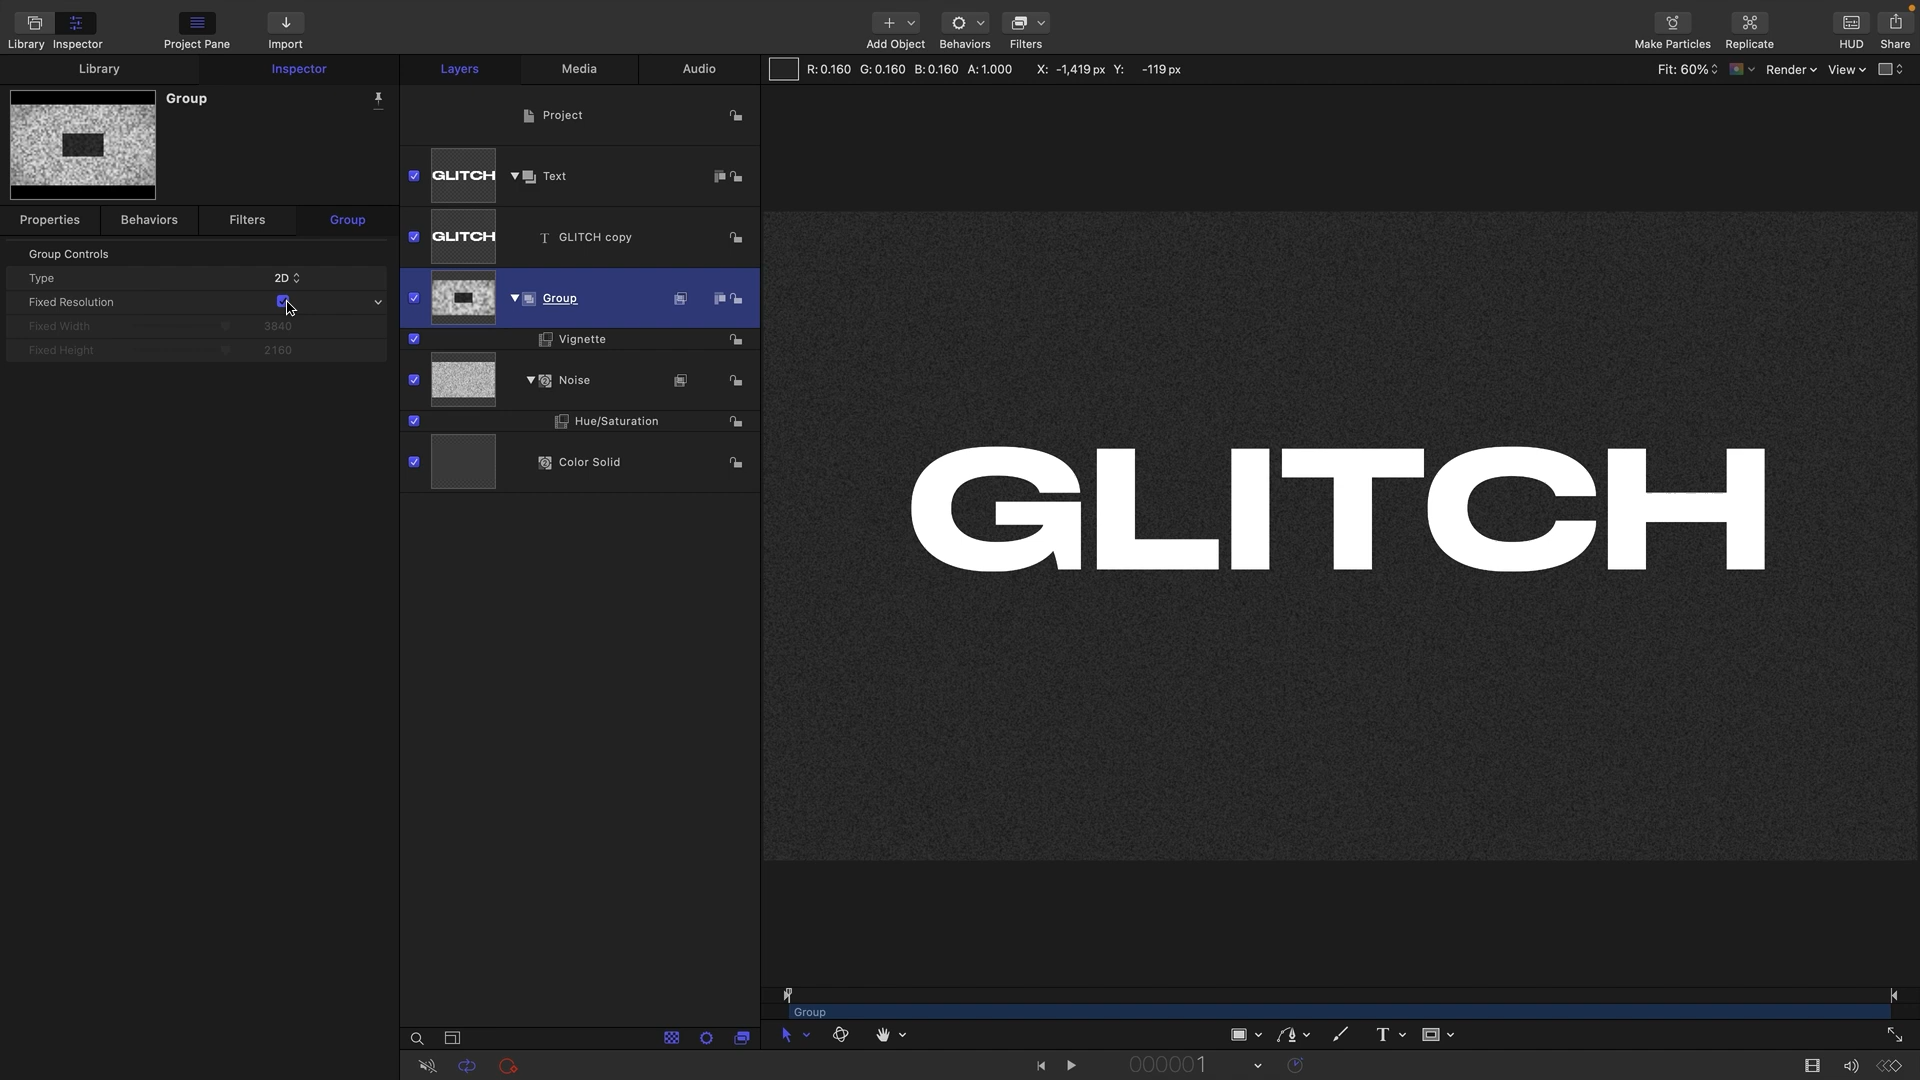 Library
Inspector
Project Pane
Import
Add Object
Behaviors
Filters
Make Particles
Replicate
HUD
Share
Library
Inspector
Layers
Media
Audio
R: 0.160 G: 0.160 B: 0.160 A: 1.000 X: -1,419 px Y: -119 px
Fit: 60%
Render
View
Group
Properties
Behaviors
Filters
Group
Group Controls
Type 2D
Fixed Resolution
Fixed Width 3840
Fixed Height 2160
Project
GLITCH
Text
GLITCH
T GLITCH copy
Group
Vignette
Noise
Hue/Saturation
Color Solid
GLITCH
Group
T
000001